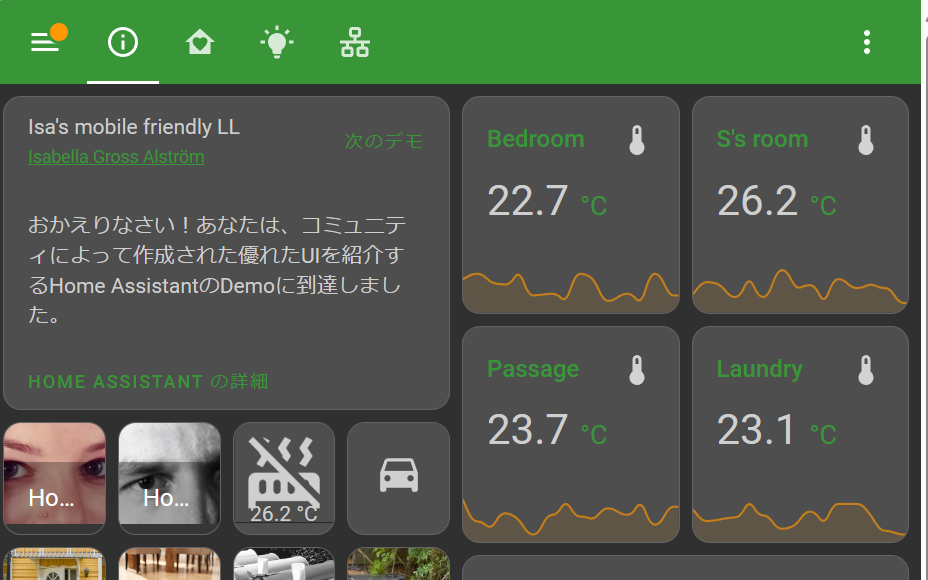 Isa's mobile friendly LL
Isabella Gross Alström
次のデモ
おかえりなさい！あなたは、コミュニテ
ィによって作成された優れたUIを紹介す
るHome AssistantのDemoに到達しまし
た。
HOME ASSISTANT の詳細
Ho...
Ho...
26.2 °C
Bedroom
22.7 °C
S's room
26.2 °C
Passage
23.7 °C
Laundry
23.1 °C